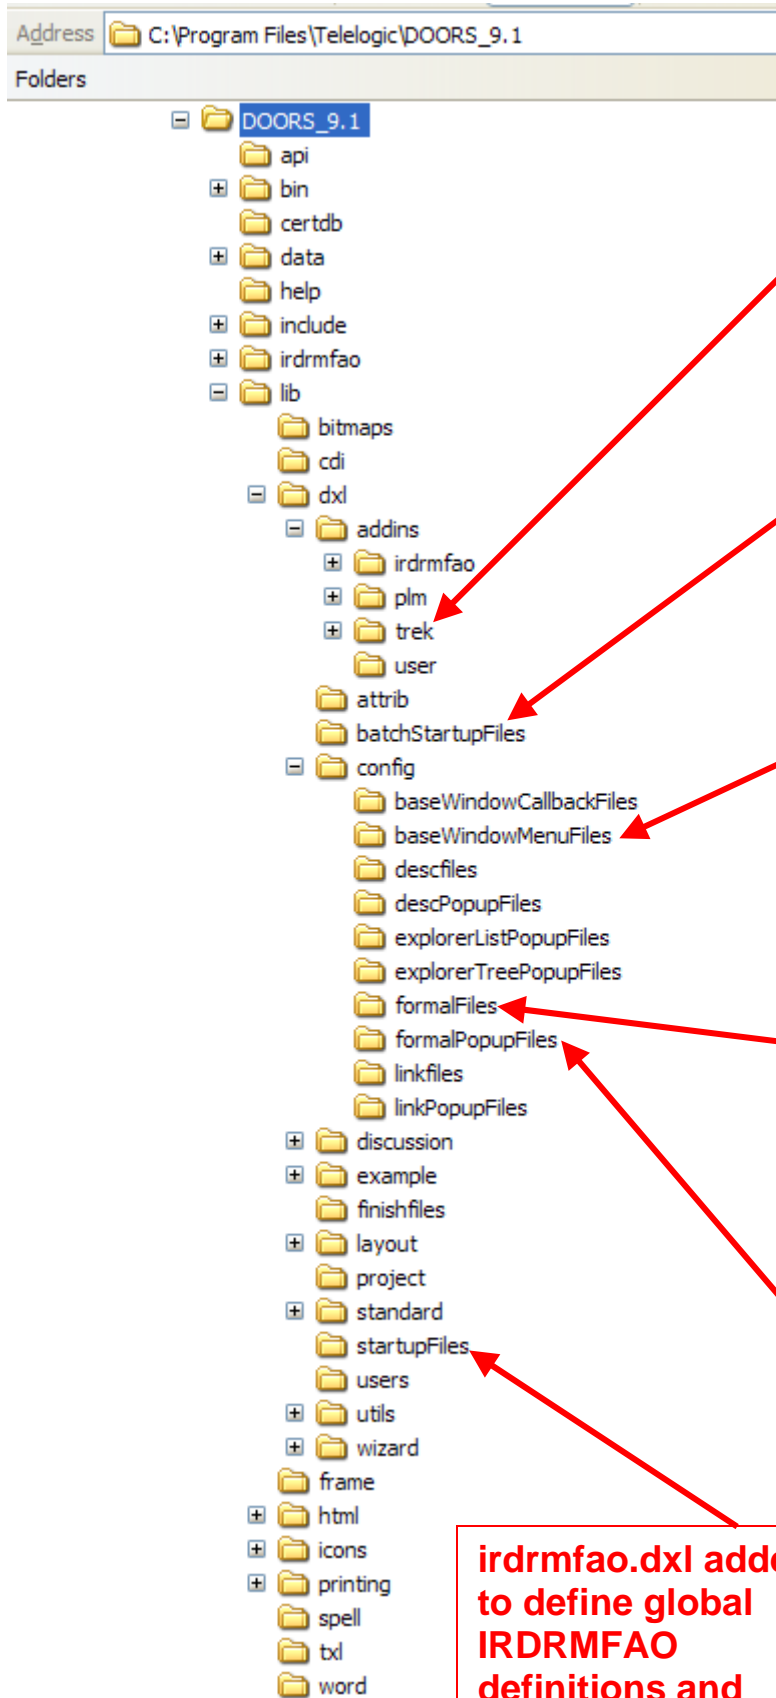 Address C:\Program Files\Telelogic\DOORS_9.1
Folders
DOORS_9.1
api
bin
certdb
data
help
include
irdrmfao
lib
bitmaps
cdi
dxl
addins
irdrmfao
plm
trek
user
attrib
batchStartupFiles
config
baseWindowCallbackFiles
baseWindowMenuFiles
descfiles
descPopupFiles
explorerListPopupFiles
explorerTreePopupFiles
formalFiles
formalPopupFiles
linkfiles
linkPopupFiles
discussion
example
finishfiles
layout
project
standard
startupFiles
users
utils
wizard
frame
html
icons
printing
spell
txl
word
irdrmfao.dxl adde
to define global
IRDRMFAO
definitions and